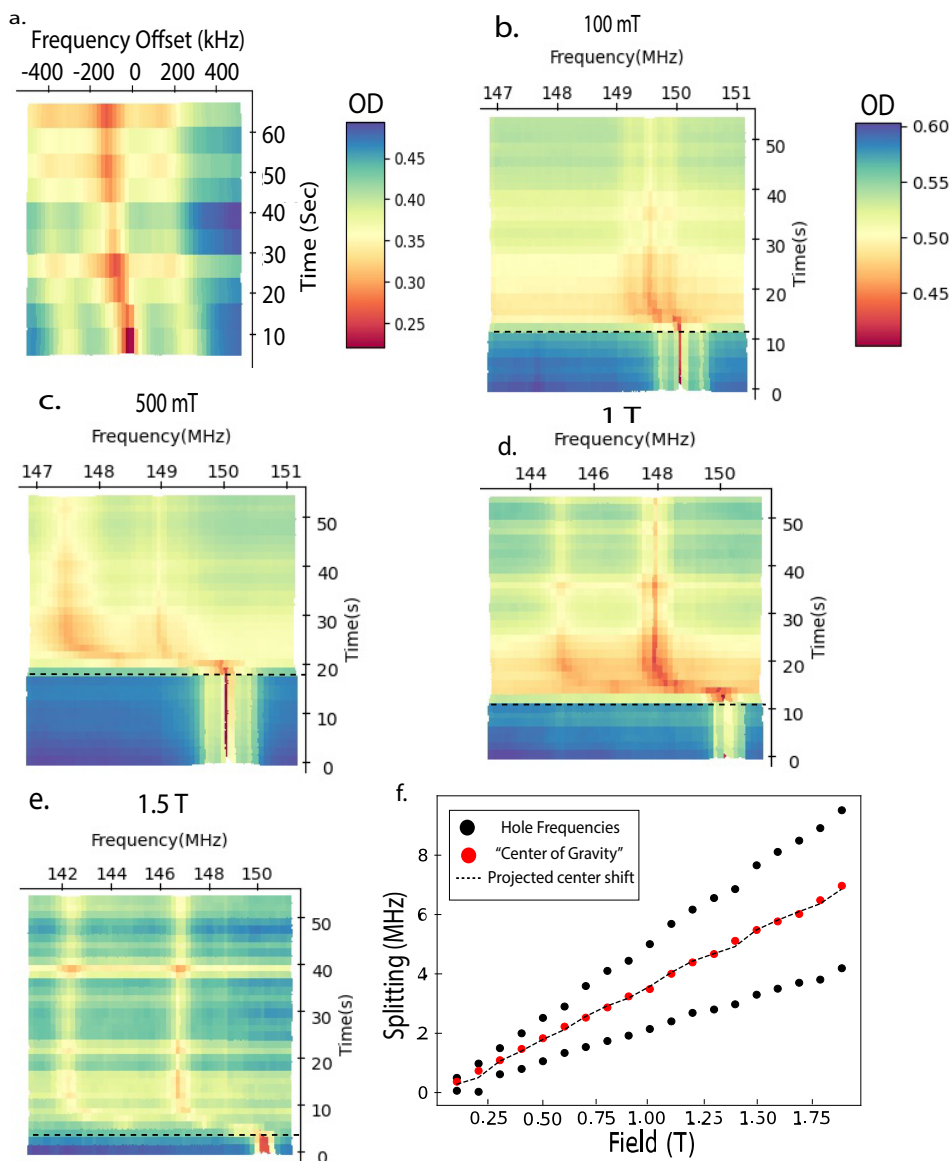 a.
Frequency Offset (kHz)
-400 -200 0 200 400
OD
0.45
0.40
0.35
0.30
0.25
60
50
40
30
20
10
Time (Sec)
b.
100 mT
Frequency(MHz)
147 148 149 150 151
50
40
30
20
10
0
Time(s)
OD
0.60
0.55
0.50
0.45
c.
500 mT
Frequency(MHz)
147 148 149 150 151
50
40
30
20
10
0
Time(s)
d.
1 T
Frequency(MHz)
144 146 148 150
50
40
30
20
10
0
Time(s)
e.
1.5 T
Frequency(MHz)
142 144 146 148 150
50
40
30
20
10
0
Time(s)
f.
Hole Frequencies
"Center of Gravity"
Projected center shift
Splitting (MHz)
8
6
4
2
0
0.25 0.50 0.75 1.00 1.25 1.50 1.75
Field (T)